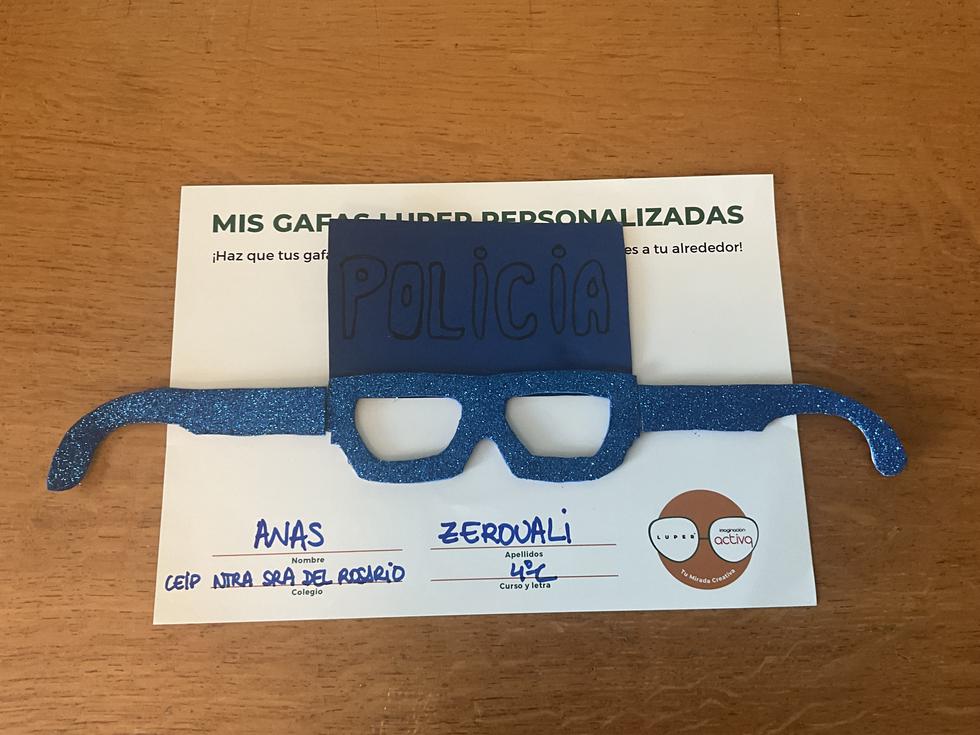 MIS GAFAS LUPER PERSONALIZADAS
¡Haz que tus gafa es a tu alrededor!
POLICIA
ANAS ZEROUALI
Nombre Apellidos
CEIP NTRA SRA DEL ROSARIO 4ºC
Colegio Curso y letra
LUPER imaginación
activa
Tu Mirada Creativa